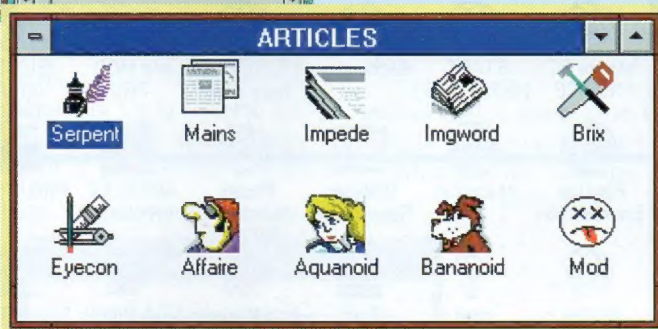 ARTICLES
Serpent Mains Impede Imgword Brix
Eyecon Affaire Aquanoid Bananoid Mod